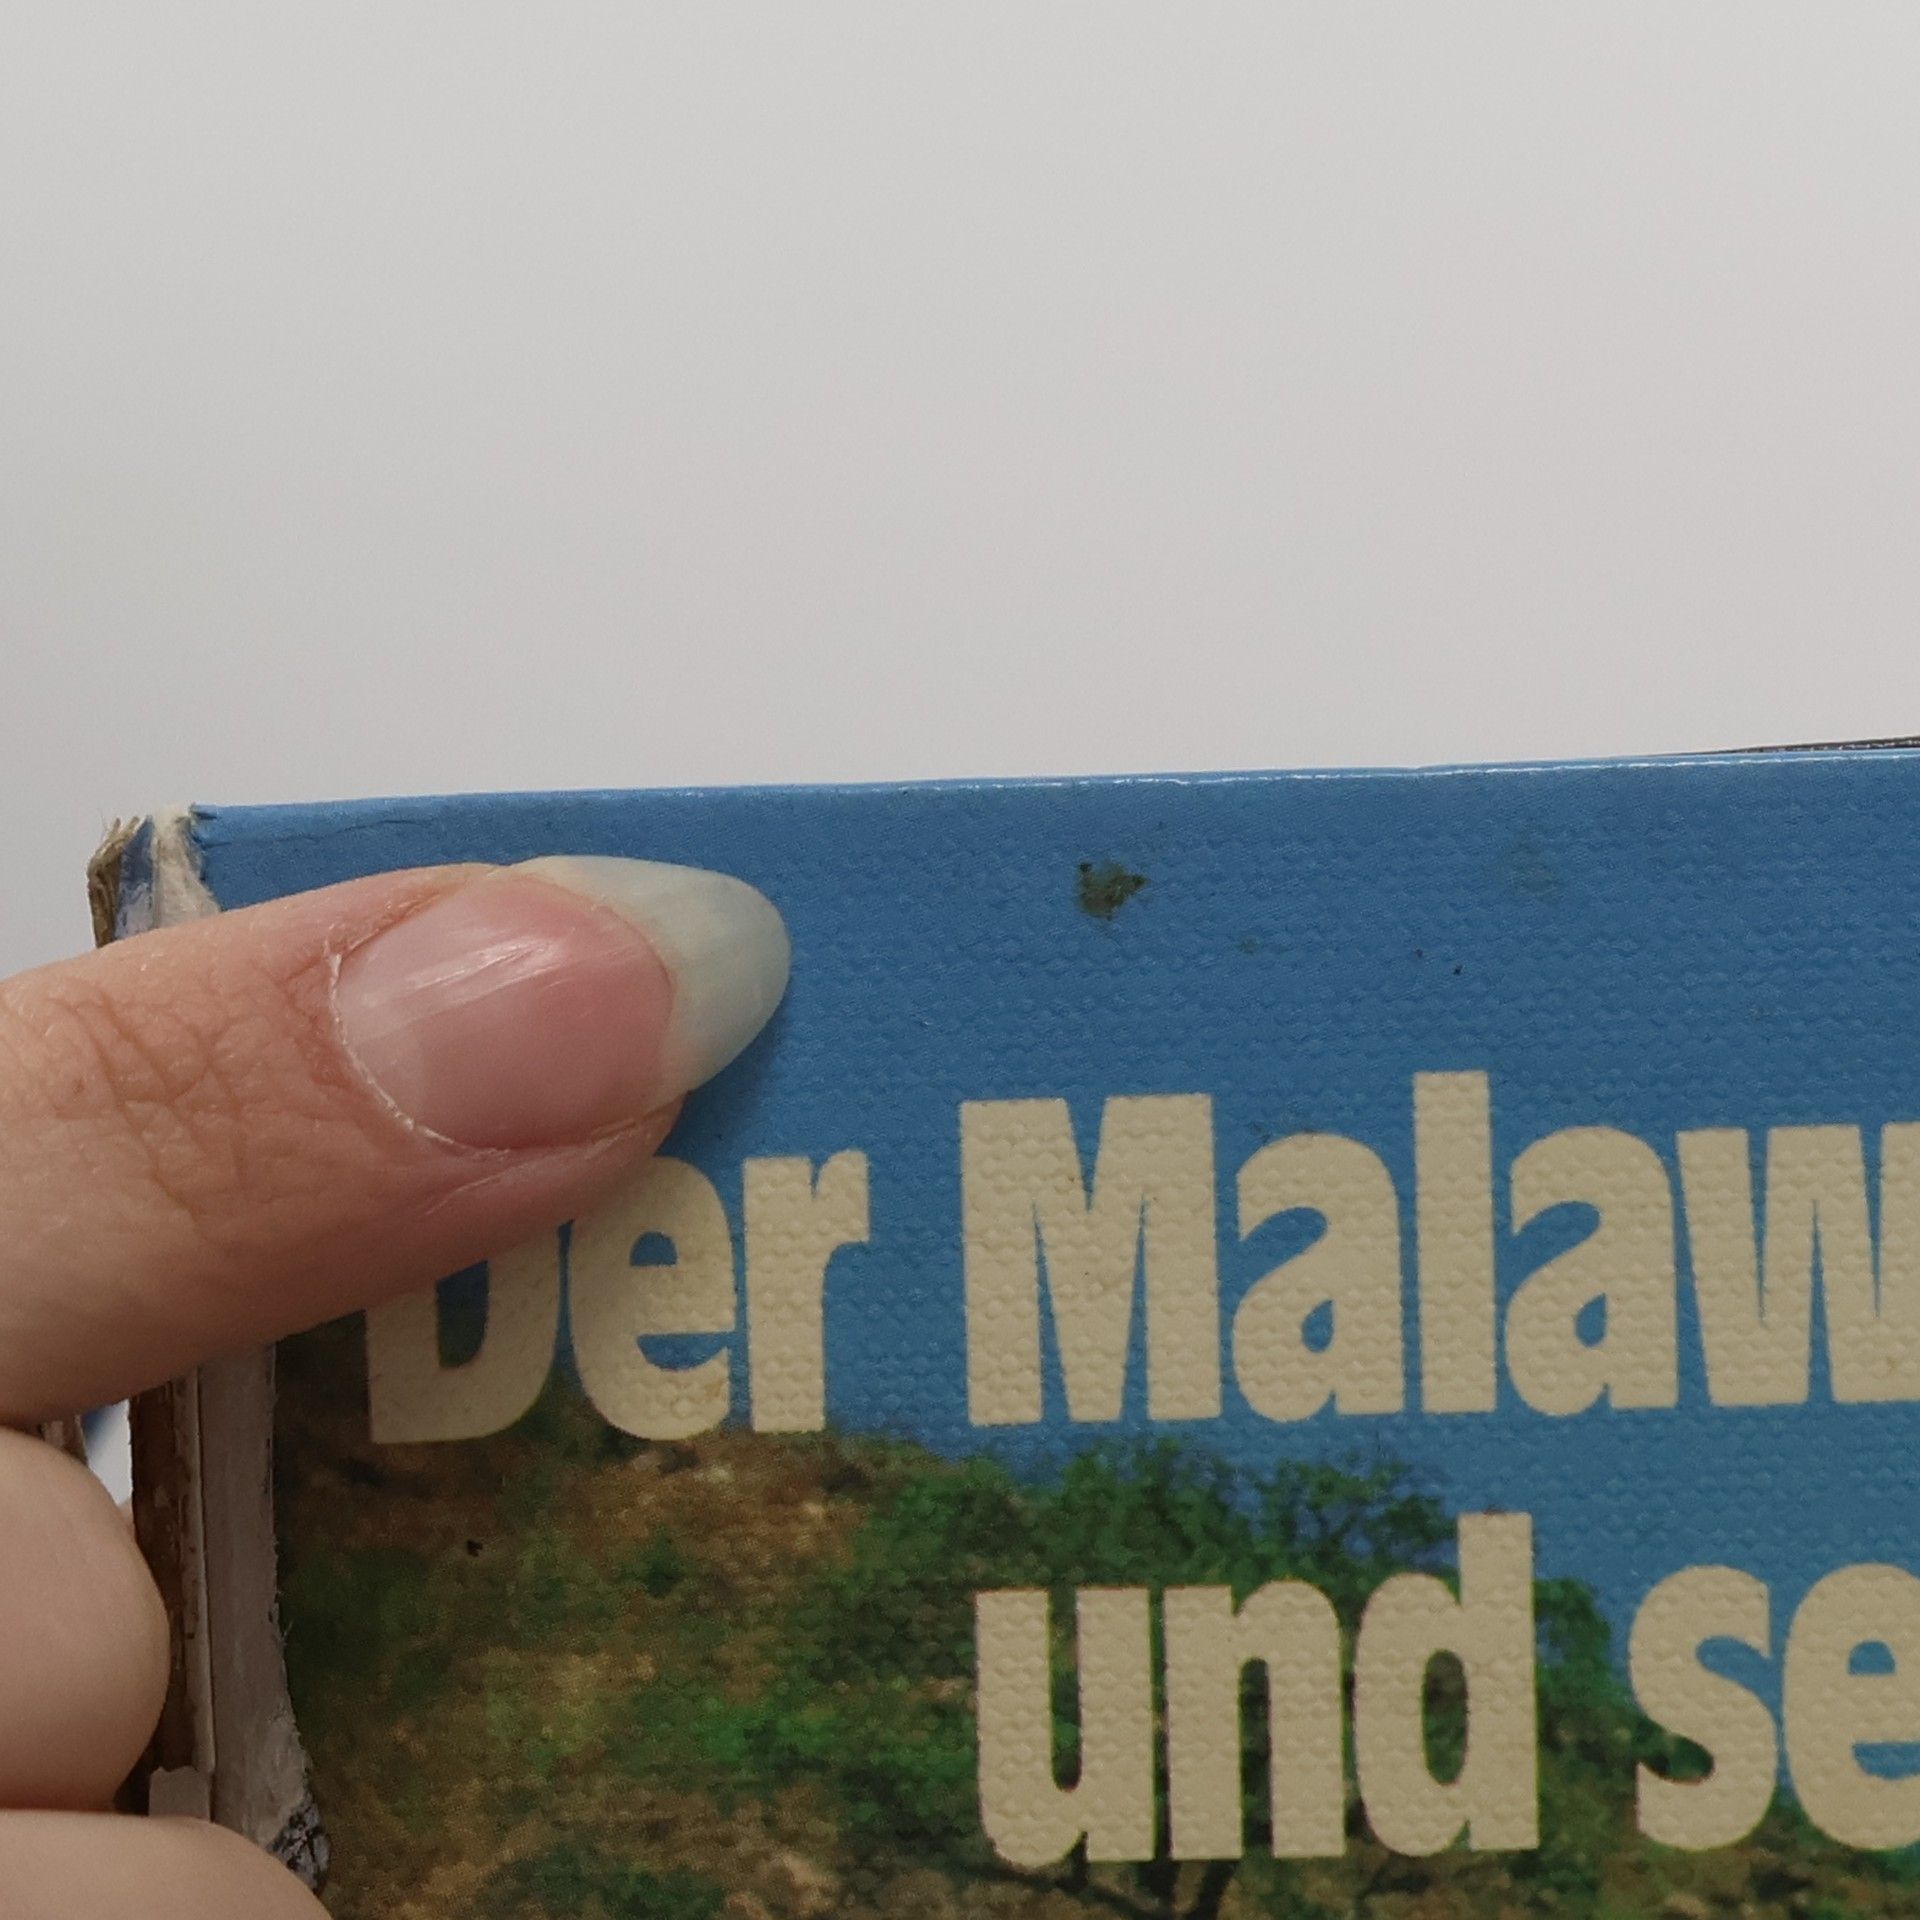 Der Malaw
und se